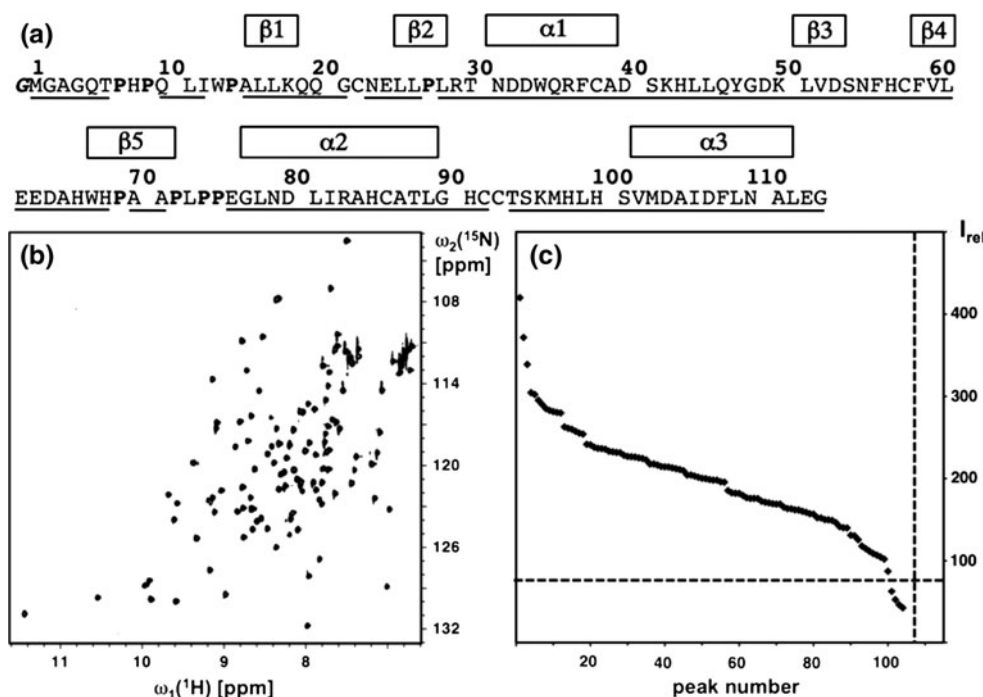 (a) β1 β2 α1 β3 β4
1 10 20 30 40 50 60
GMGAGQTPHPQ LIWPALLKQQ GCNELLPLRT NDDWQRFCAD SKHLLQYGDK LVDSNFHCFVL
β5 α2 α3
70 80 90 100 110
EEDAHWHPA APLPPEGLND LIRAHCATLG HCCTSKMHLH SVMDAIDFLN ALEG
(b) ω₂(¹⁵N)
[ppm]
108
114
120
126
132
11 10 9 8
ω₁(¹H) [ppm]
(c) Irel
400
300
200
100
20 40 60 80 100
peak number